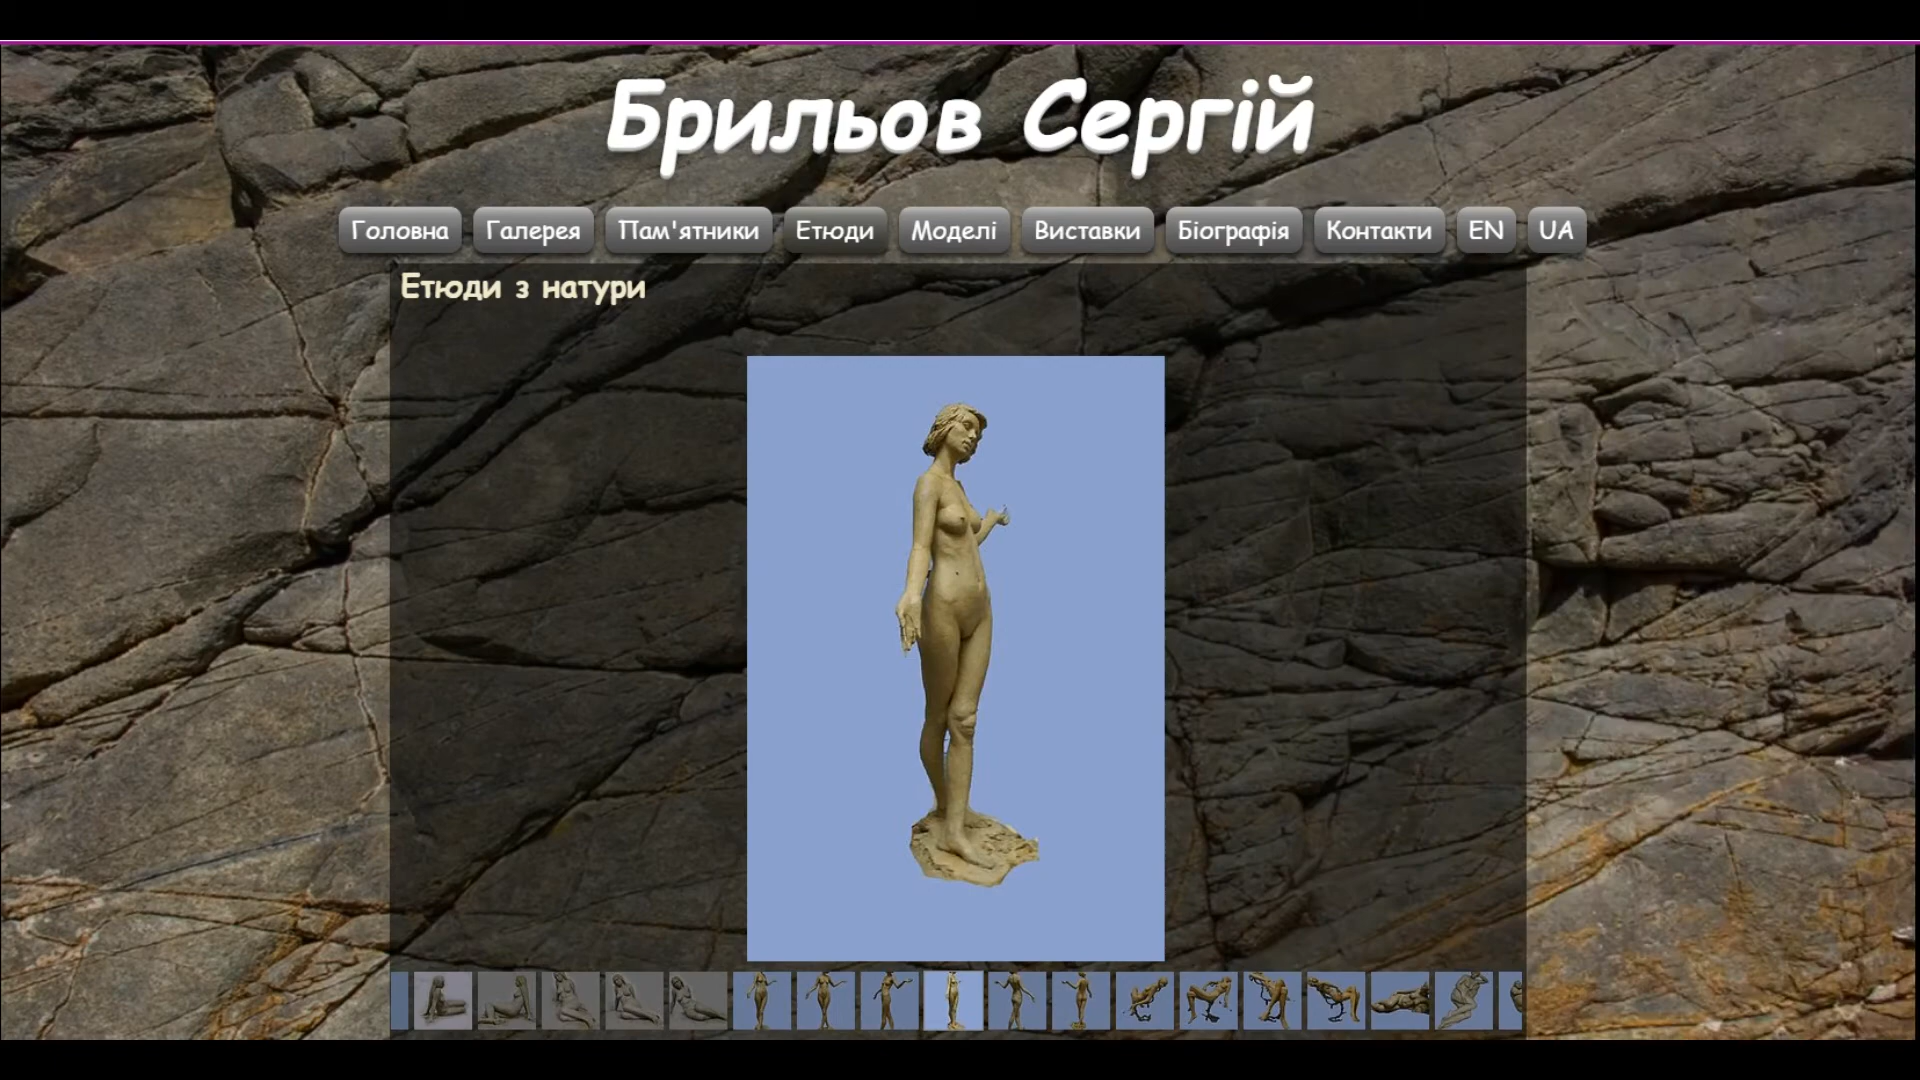 Брильов Сергій
Головна Галерея Пам'ятники Етюди Моделі Виставки Біографія Контакти EN UA
Етюди з натури